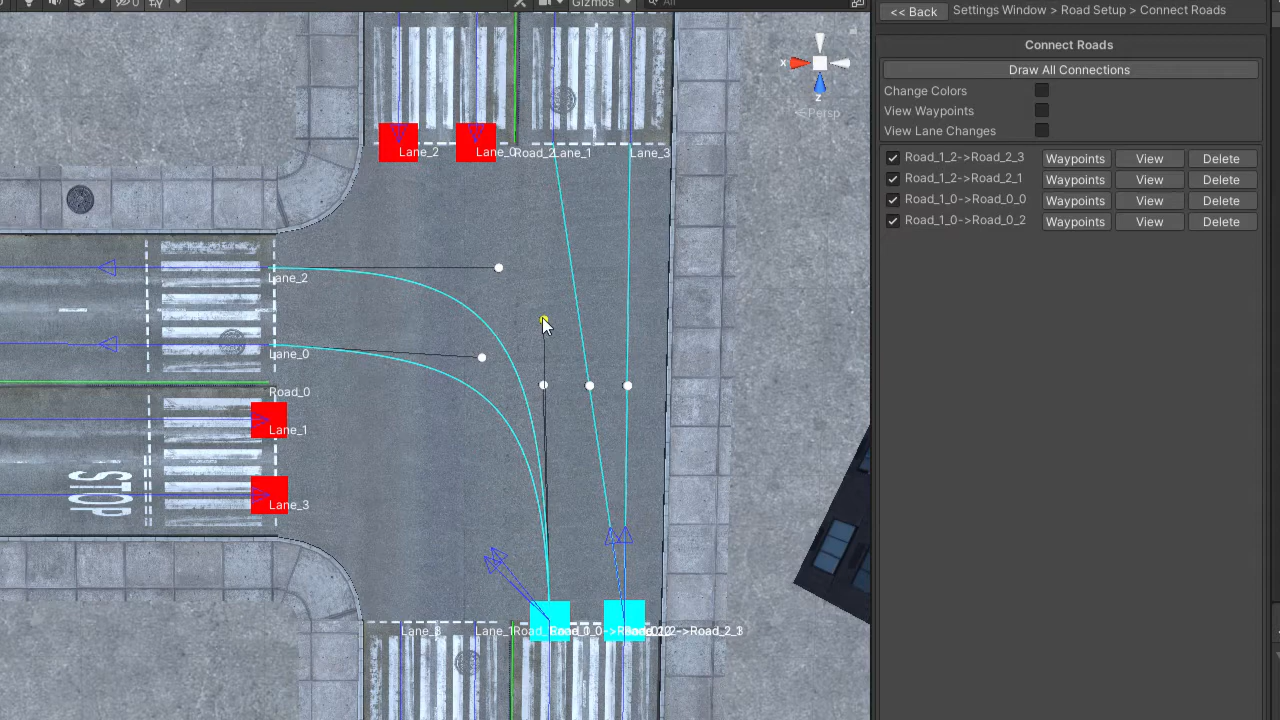 Gizmos
All
<< Back
Settings Window > Road Setup > Connect Roads
Connect Roads
Draw All Connections
Change Colors
View Waypoints
View Lane Changes
Road_1_2->Road_2_3 Waypoints View Delete
Road_1_2->Road_2_1 Waypoints View Delete
Road_1_0->Road_0_0 Waypoints View Delete
Road_1_0->Road_0_2 Waypoints View Delete
x
z
Persp
Lane_2
Lane_0
Road_2
Lane_1
Lane_3
Lane_2
Lane_0
Road_0
Lane_1
Lane_3
STOP
Lane_3
Lane_1